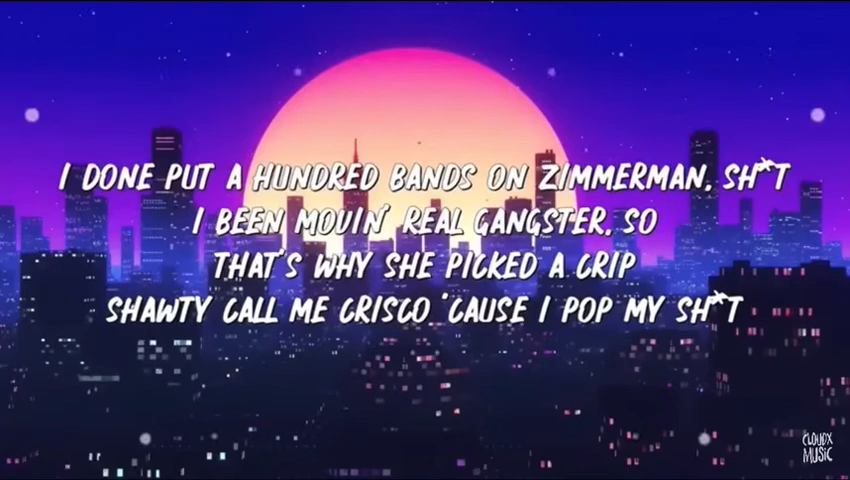 I DONE PUT A HUNDRED BANDS ON ZIMMERMAN, SH*T
I BEEN MOVIN' REAL GANGSTER, SO
THAT'S WHY SHE PICKED A CRIP
SHAWTY CALL ME CRISCO 'CAUSE I POP MY SH*T
CLOUDX
MUSIC